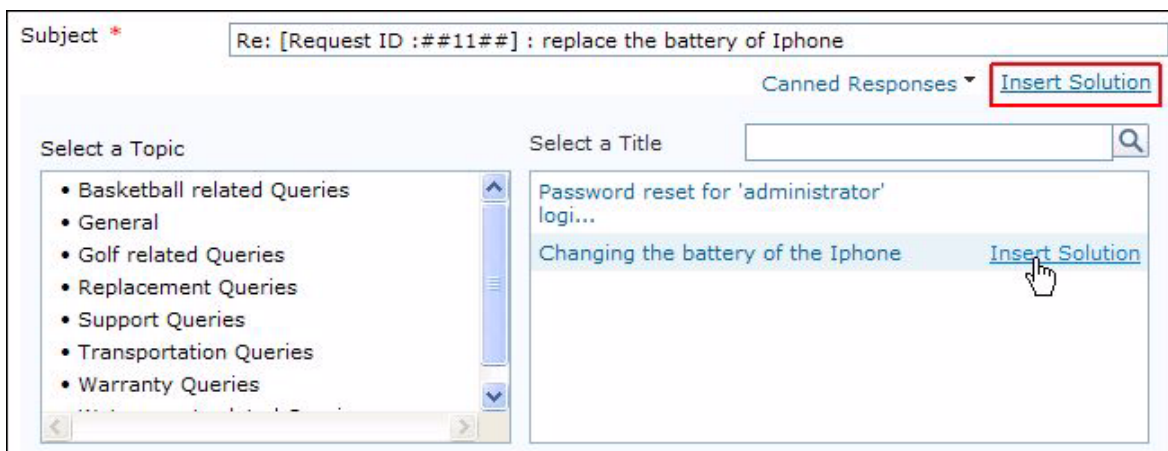 Subject *
Re: [Request ID :##11##] : replace the battery of Iphone
Canned Responses Insert Solution
Select a Topic
• Basketball related Queries
• General
• Golf related Queries
• Replacement Queries
• Support Queries
• Transportation Queries
• Warranty Queries
Select a Title
Password reset for 'administrator'
logi...
Changing the battery of the Iphone Insert Solution